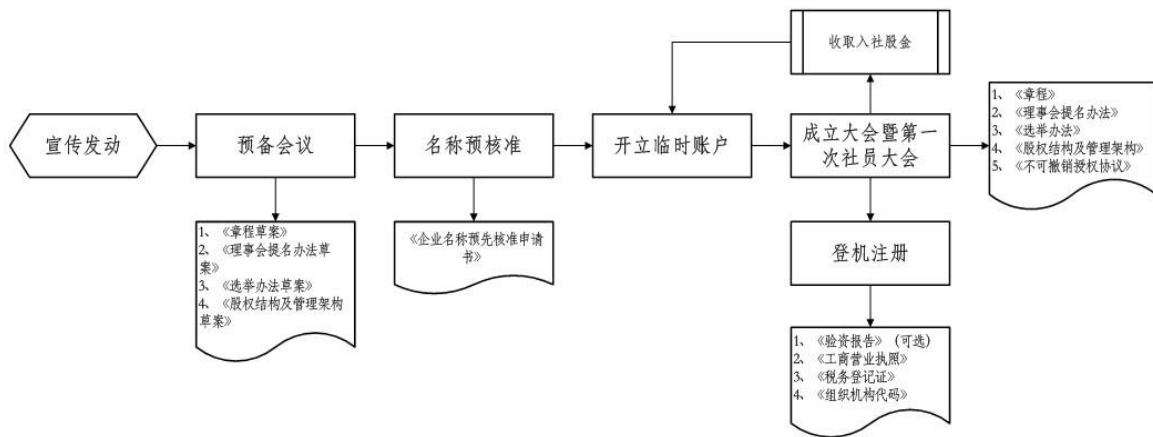 收取入社股金
宣传发动
预备会议
名称预核准
开立临时账户
成立大会暨第一
次社员大会
1、《章程》
2、《理事会提名办法》
3、《选举办法》
4、《股权结构及管理架构》
5、《不可撤销授权协议》
1、《章程草案》
2、《理事会提名办法草
案》
3、《选举办法草案》
4、《股权结构及管理架构
草案》
《企业名称预先核准申请
书》
登机注册
1、《验资报告》（可选）
2、《工商营业执照》
3、《税务登记证》
4、《组织机构代码》